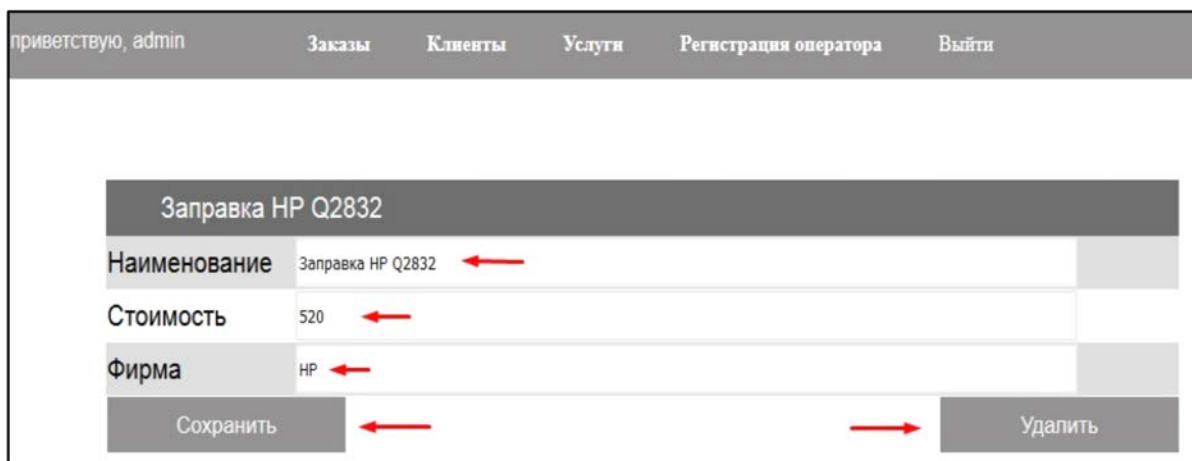 приветствую, admin Заказы Клиенты Услуги Регистрация оператора Выйти
Заправка HP Q2832
Наименование Заправка HP Q2832
Стоимость 520
Фирма HP
Сохранить Удалить